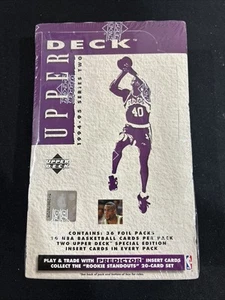 UPPER
DECK
1994-95 SERIES TWO
40
UPPER DECK
CONTAINS: 36 FOIL PACKS
NBA BASKETBALL CARDS PER PACK
TWO UPPER DECK SPECIAL EDITION
INSERT CARDS IN EVERY PACK
PLAY & TRADE WITH PREDICTOR INSERT CARDS
COLLECT THE "ROOKIE STANDOUTS" 20-CARD SET